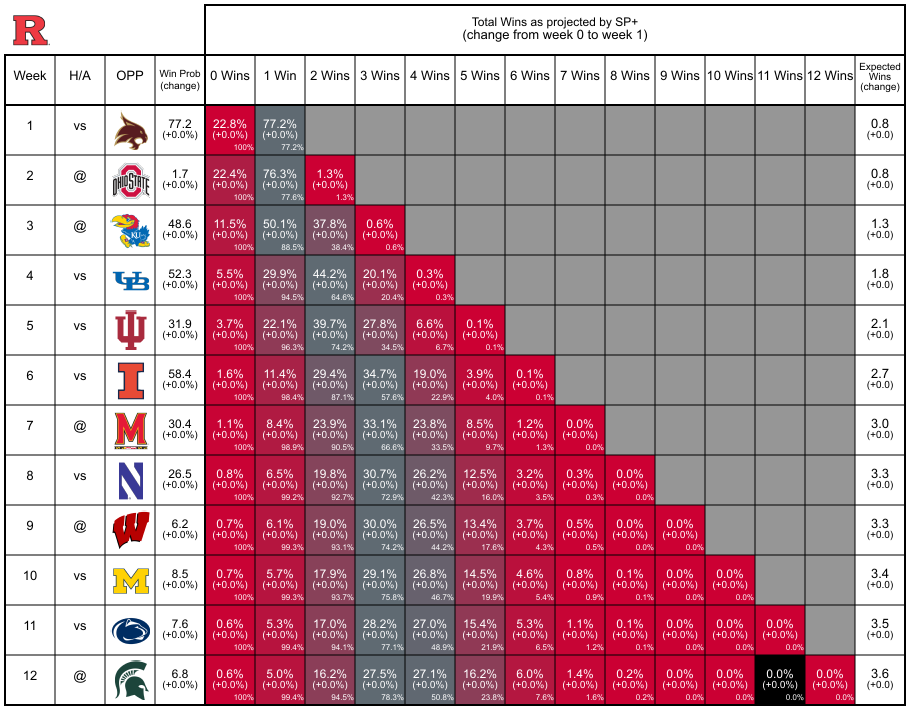 R
Total Wins as projected by SP+
(change from week 0 to week 1)
Week H/A OPP Win Prob (change) 0 Wins 1 Win 2 Wins 3 Wins 4 Wins 5 Wins 6 Wins 7 Wins 8 Wins 9 Wins 10 Wins 11 Wins 12 Wins Expected Wins (change)
1 vs 77.2 22.8% 77.2% 0.8
(+0.0%) (+0.0%) (+0.0%) (+0.0)
100% 77.2%
2 @ OHIO STATE 1.7 22.4% 76.3% 1.3% 0.8
(+0.0%) (+0.0%) (+0.0%) (+0.0%) (+0.0)
100% 77.6% 1.3%
3 @ KU 48.6 11.5% 50.1% 37.8% 0.6% 1.3
(+0.0%) (+0.0%) (+0.0%) (+0.0%) (+0.0%) (+0.0)
100% 88.5% 38.4% 0.6%
4 vs UB 52.3 5.5% 29.9% 44.2% 20.1% 0.3% 1.8
(+0.0%) (+0.0%) (+0.0%) (+0.0%) (+0.0%) (+0.0%) (+0.0)
100% 94.5% 64.6% 20.4% 0.3%
5 vs IU 31.9 3.7% 22.1% 39.7% 27.8% 6.6% 0.1% 2.1
(+0.0%) (+0.0%) (+0.0%) (+0.0%) (+0.0%) (+0.0%) (+0.0%) (+0.0)
100% 96.3% 74.2% 34.5% 6.7% 0.1%
6 vs I 58.4 1.6% 11.4% 29.4% 34.7% 19.0% 3.9% 0.1% 2.7
(+0.0%) (+0.0%) (+0.0%) (+0.0%) (+0.0%) (+0.0%) (+0.0%) (+0.0%) (+0.0)
100% 98.4% 87.1% 57.6% 22.9% 4.0% 0.1%
7 @ M 30.4 1.1% 8.4% 23.9% 33.1% 23.8% 8.5% 1.2% 0.0% 3.0
(+0.0%) (+0.0%) (+0.0%) (+0.0%) (+0.0%) (+0.0%) (+0.0%) (+0.0%) (+0.0%) (+0.0)
100% 98.9% 90.5% 66.6% 33.5% 9.7% 1.3% 0.0%
8 vs N 26.5 0.8% 6.5% 19.8% 30.7% 26.2% 12.5% 3.2% 0.3% 0.0% 3.3
(+0.0%) (+0.0%) (+0.0%) (+0.0%) (+0.0%) (+0.0%) (+0.0%) (+0.0%) (+0.0%) (+0.0%) (+0.0)
100% 99.2% 92.7% 72.9% 42.3% 16.0% 3.5% 0.3% 0.0%
9 @ W 6.2 0.7% 6.1% 19.0% 30.0% 26.5% 13.4% 3.7% 0.5% 0.0% 0.0% 3.3
(+0.0%) (+0.0%) (+0.0%) (+0.0%) (+0.0%) (+0.0%) (+0.0%) (+0.0%) (+0.0%) (+0.0%) (+0.0%) (+0.0)
100% 99.3% 93.1% 74.2% 44.2% 17.6% 4.3% 0.5% 0.0% 0.0%
10 vs M 8.5 0.7% 5.7% 17.9% 29.1% 26.8% 14.5% 4.6% 0.8% 0.1% 0.0% 0.0% 3.4
(+0.0%) (+0.0%) (+0.0%) (+0.0%) (+0.0%) (+0.0%) (+0.0%) (+0.0%) (+0.0%) (+0.0%) (+0.0%) (+0.0%) (+0.0)
100% 99.3% 93.7% 75.8% 46.7% 19.9% 5.4% 0.9% 0.1% 0.0% 0.0%
11 vs 7.6 0.6% 5.3% 17.0% 28.2% 27.0% 15.4% 5.3% 1.1% 0.1% 0.0% 0.0% 0.0% 3.5
(+0.0%) (+0.0%) (+0.0%) (+0.0%) (+0.0%) (+0.0%) (+0.0%) (+0.0%) (+0.0%) (+0.0%) (+0.0%) (+0.0%) (+0.0%) (+0.0)
100% 99.4% 94.1% 77.1% 48.9% 21.9% 6.5% 1.2% 0.1% 0.0% 0.0% 0.0%
12 @ 6.8 0.6% 5.0% 16.2% 27.5% 27.1% 16.2% 6.0% 1.4% 0.2% 0.0% 0.0% 0.0% 0.0% 3.6
(+0.0%) (+0.0%) (+0.0%) (+0.0%) (+0.0%) (+0.0%) (+0.0%) (+0.0%) (+0.0%) (+0.0%) (+0.0%) (+0.0%) (+0.0%) (+0.0%) (+0.0)
100% 99.4% 94.5% 78.3% 50.8% 23.8% 7.6% 1.6% 0.2% 0.0% 0.0% 0.0% 0.0%